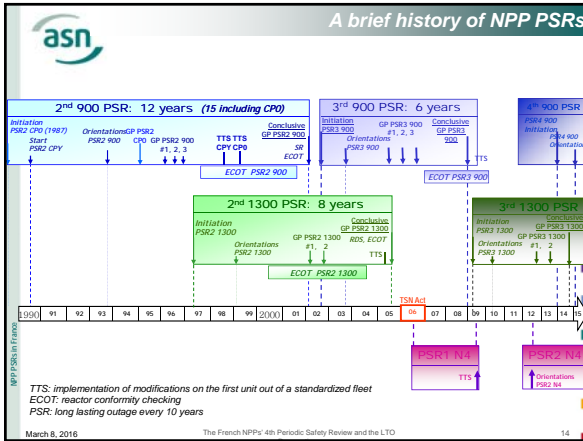 asn
A brief history of NPP PSRs
2nd 900 PSR: 12 years (15 including CP0)
Initiation
PSR2 CP0 (1987)
Start
PSR2 CPY
Orientations
PSR2 900
GP PSR2
CP0
GP PSR2 900
#1, 2, 3
TTS TTS
CPY CP0
Conclusive
GP PSR2 900
SR
ECOT
ECOT PSR2 900
3rd 900 PSR: 6 years
Initiation
PSR3 900
Orientations
PSR3 900
GP PSR3 900
#1, 2, 3
Conclusive
GP PSR3
900
TTS
ECOT PSR3 900
4th 900 PSR
PSR4 900
Initiation
PSR4 900
Orientation
2nd 1300 PSR: 8 years
Initiation
PSR2 1300
Orientations
PSR2 1300
GP PSR2 1300
#1, 2
Conclusive
GP PSR2 1300
RDS, ECOT
TTS
ECOT PSR2 1300
3rd 1300 PSR
Initiation
PSR3 1300
Orientations
PSR3 1300
GP PSR3 1300
#1, 2
Conclusive
GP PSR3 1300
TSN Act
1990 91 92 93 94 95 96 97 98 99 2000 01 02 03 04 05 06 07 08 09 10 11 12 13 14 15
NPP PSRs in France
PSR1 N4
TTS
PSR2 N4
Orientations
PSR2 N4
TTS: implementation of modifications on the first unit out of a standardized fleet
ECOT: reactor conformity checking
PSR: long lasting outage every 10 years
March 8, 2016
The French NPPs' 4th Periodic Safety Review and the LTO
14